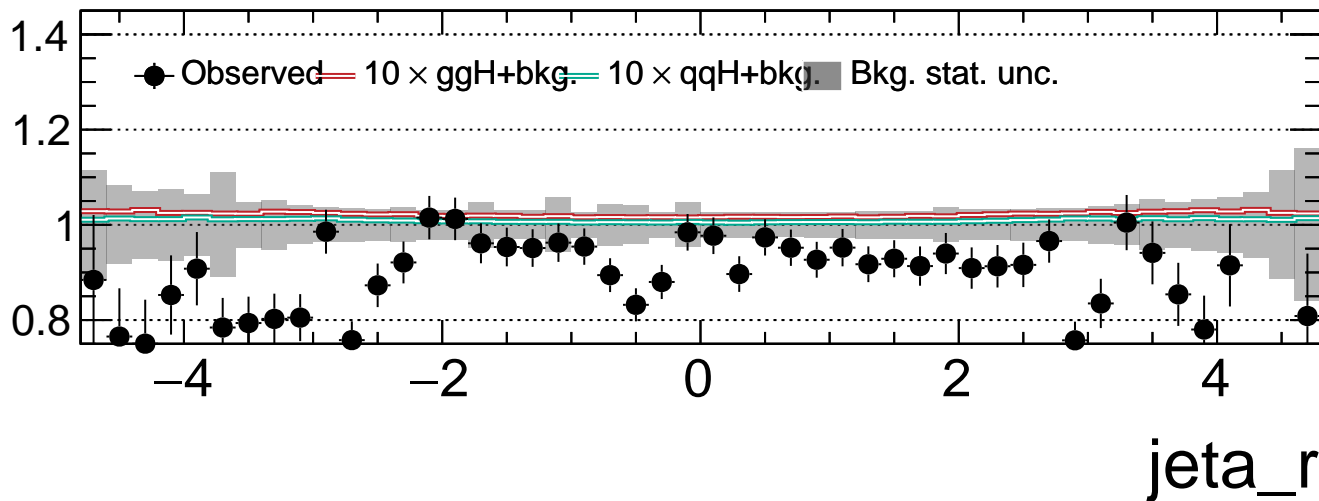 1.4
Observed 10 × ggH+bkg. 10 × qqH+bkg. Bkg. stat. unc.
1.2
1
0.8
−4 −2 0 2 4
jeta_r